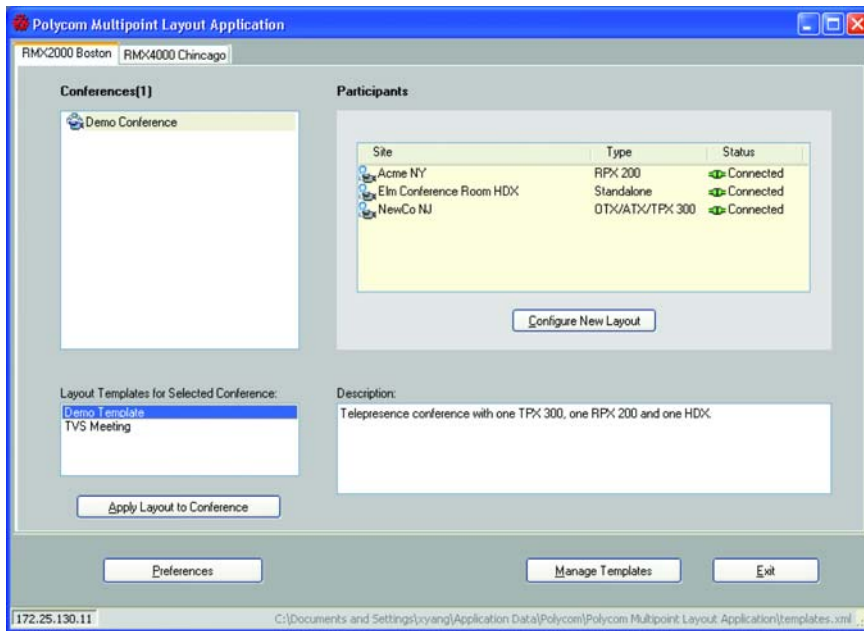 Polycom Multipoint Layout Application
RMX2000 Boston RMX4000 Chincago
Conferences(1) Participants
Demo Conference
Site Type Status
Acme NY RPX 200 Connected
Elm Conference Room HDX Standalone Connected
NewCo NJ OTX/ATX/TPX 300 Connected
Configure New Layout
Layout Templates for Selected Conference:
Demo Template
TVS Meeting
Description:
Telepresence conference with one TPX 300, one RPX 200 and one HDX.
Apply Layout to Conference
Preferences Manage Templates Exit
172.25.130.11 C:\Documents and Settings\xyang\Application Data\Polycom\Polycom Multipoint Layout Application\templates.xml